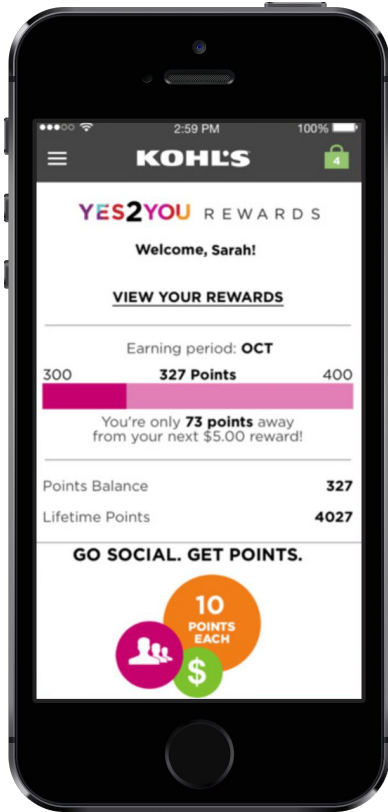 2:59 PM 100%
KOHL'S 4
YES2YOU REWARDS
Welcome, Sarah!
VIEW YOUR REWARDS
Earning period: OCT
300 327 Points 400
You're only 73 points away
from your next $5.00 reward!
Points Balance 327
Lifetime Points 4027
GO SOCIAL. GET POINTS.
10
POINTS
EACH
$